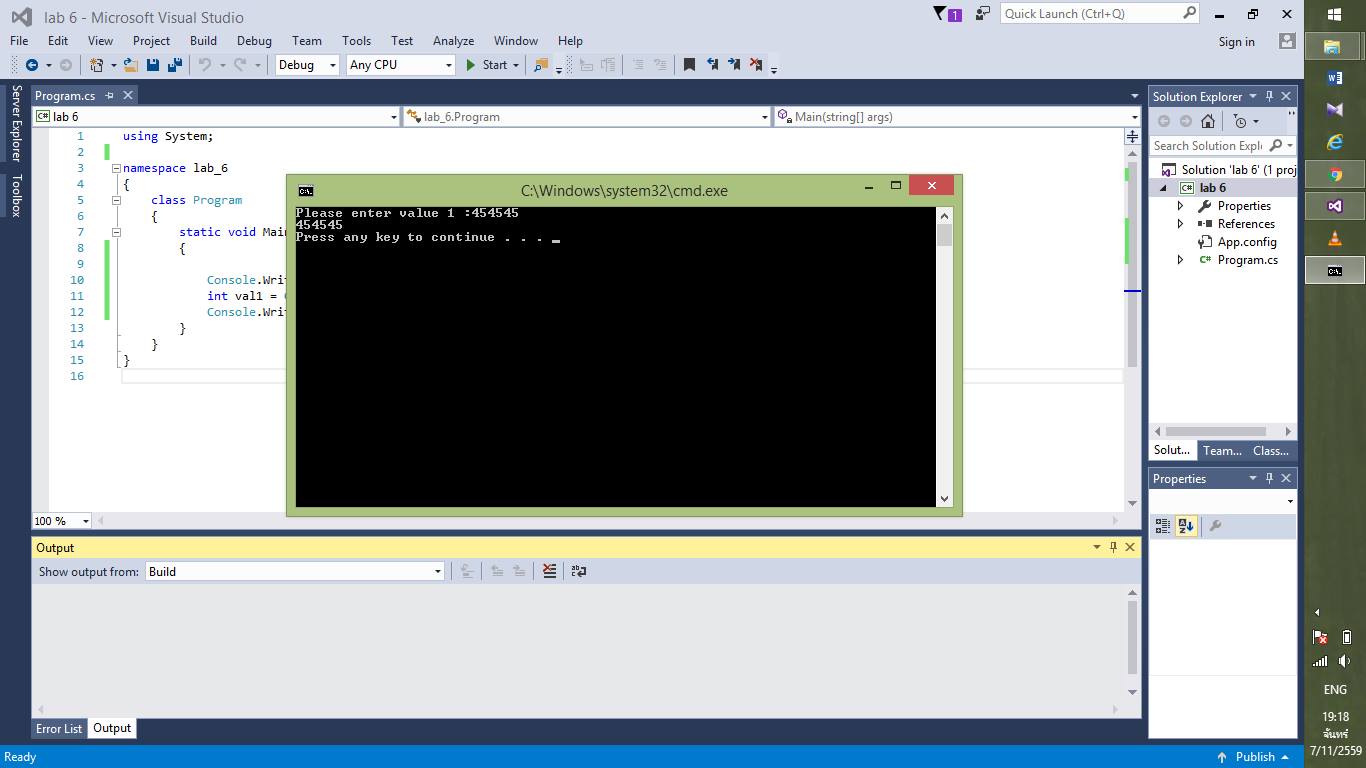 lab 6 - Microsoft Visual Studio
1
Quick Launch (Ctrl+Q)
File Edit View Project Build Debug Team Tools Test Analyze Window Help
Sign in
Debug Any CPU Start
Server Explorer
Toolbox
Program.cs
C# lab 6 lab_6.Program Main(string[] args)
1 using System;
2
3 namespace lab_6
4 {
5 class Program
6 {
7 static void Mai
8 {
9
10 Console.Wri
11 int val1 =
12 Console.Wri
13 }
14 }
15 }
16
100 %
C:\Windows\system32\cmd.exe
Please enter value 1 :454545
454545
Press any key to continue . . .
Output
Show output from: Build
Error List Output
Ready
Publish
Solution Explorer
Search Solution Expl
Solution 'lab 6' (1 proj
C# lab 6
Properties
References
App.config
C# Program.cs
Solut... Team... Class...
Properties
ENG
19:18
จันทร์
7/11/2559